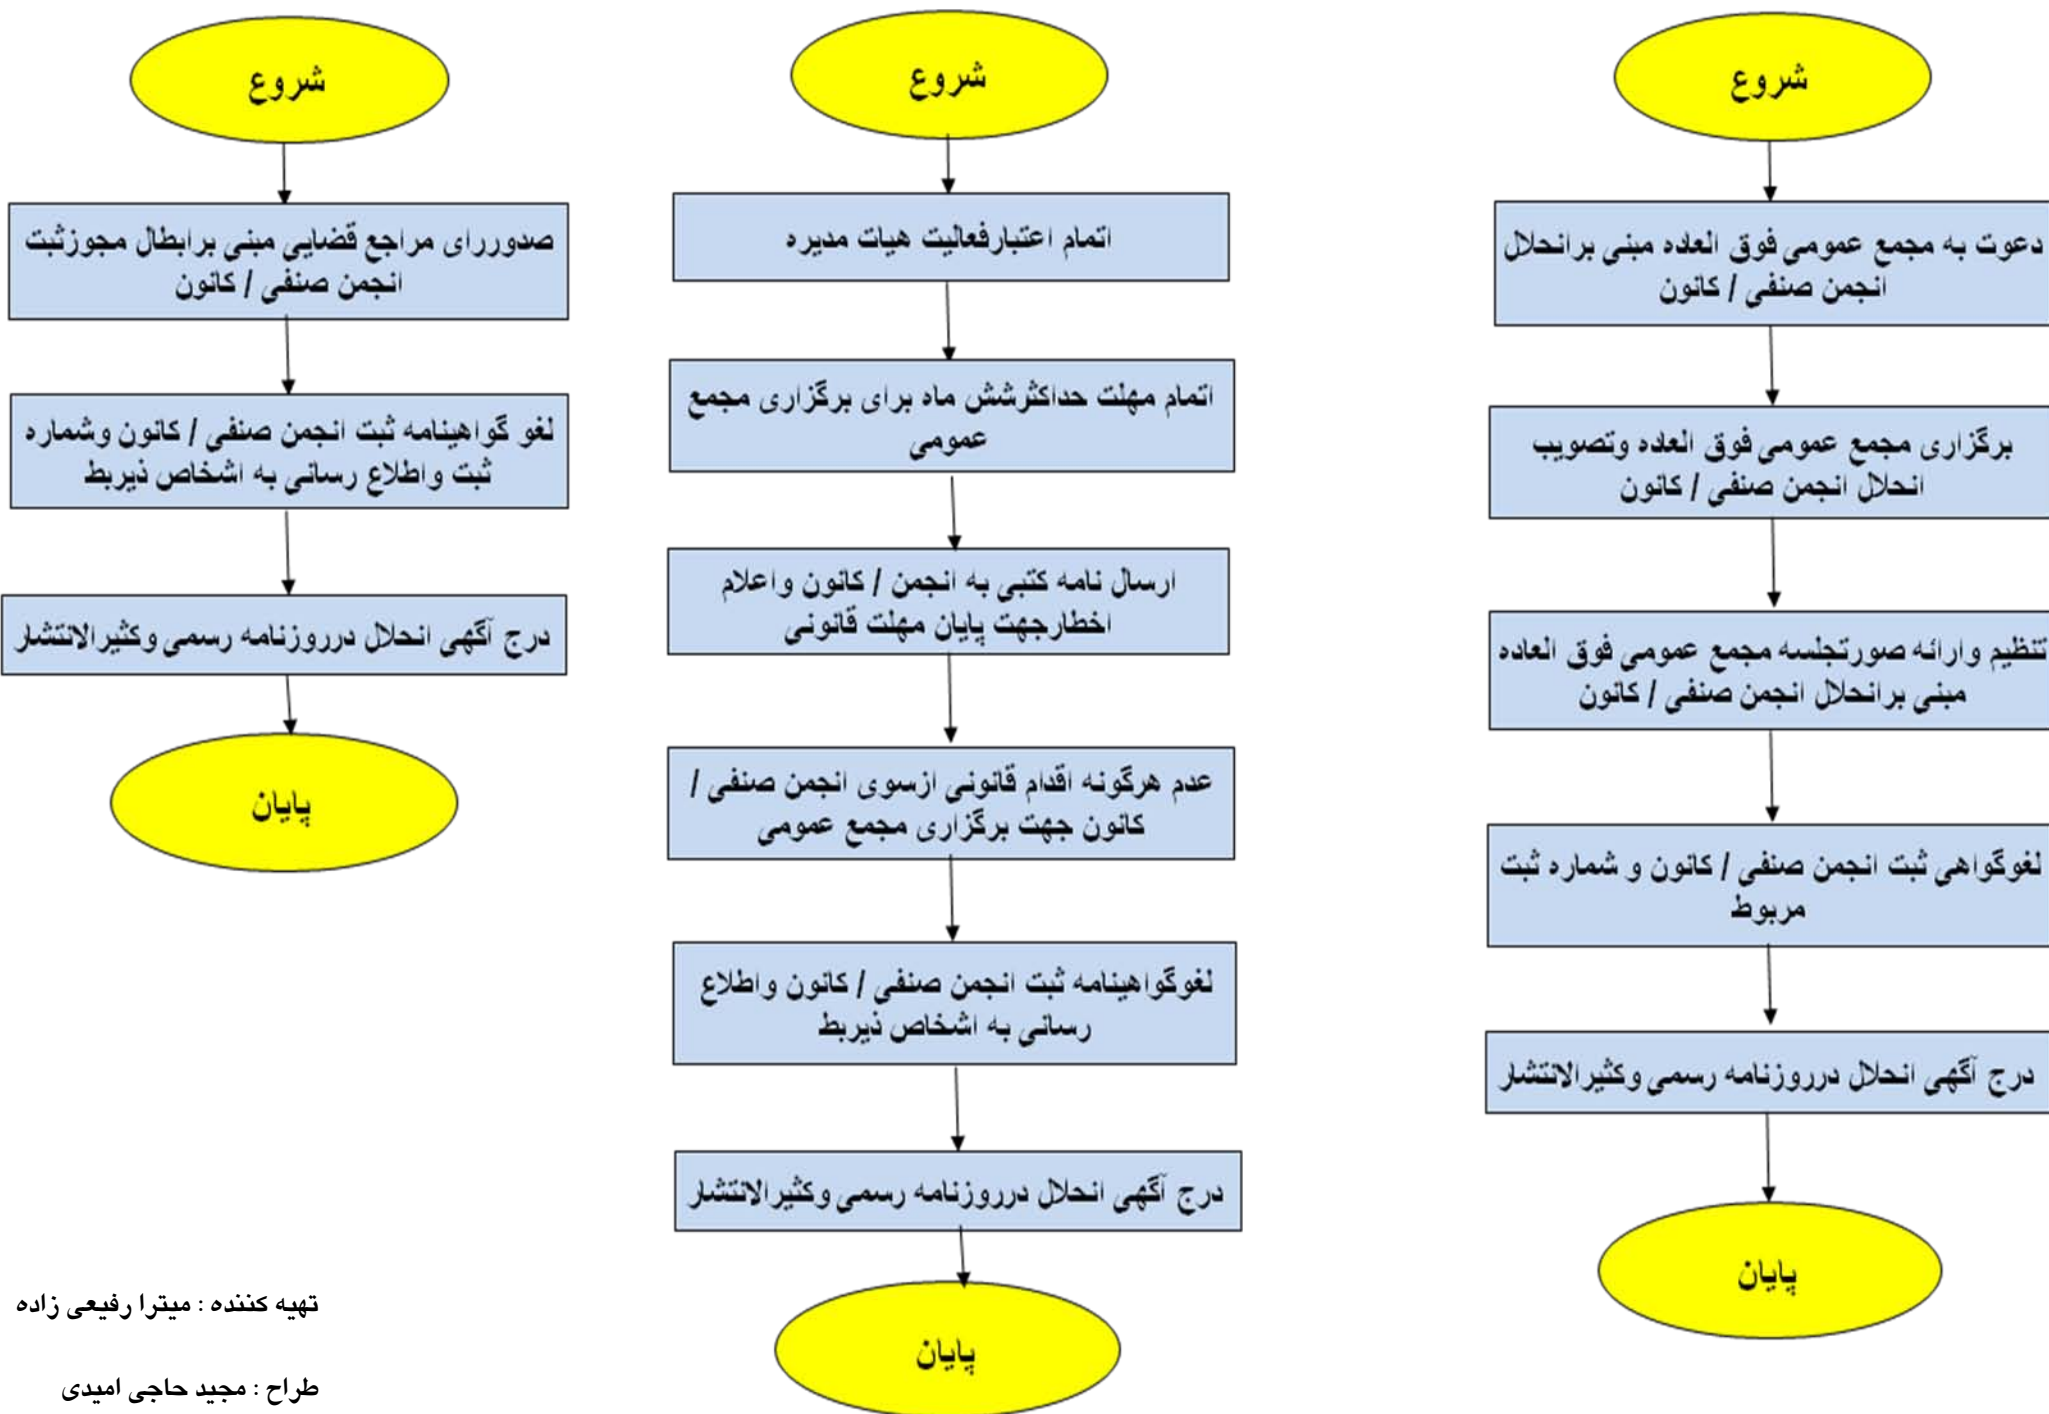 شروع
دعوت به مجمع عمومی فوق العاده مبنی برانحلال
انجمن صنفی / کانون
برگزاری مجمع عمومی فوق العاده وتصویب
انحلال انجمن صنفی / کانون
تنظیم وارائه صورتجلسه مجمع عمومی فوق العاده
مبنی برانحلال انجمن صنفی / کانون
لغوگواهی ثبت انجمن صنفی / کانون و شماره ثبت
مربوط
درج آگهی انحلال درروزنامه رسمی وکثیرالانتشار
پایان
شروع
اتمام اعتبارفعالیت هیات مدیره
اتمام مهلت حداکثرشش ماه برای برگزاری مجمع
عمومی
ارسال نامه کتبی به انجمن / کانون واعلام
اخطارجهت پایان مهلت قانونی
عدم هرگونه اقدام قانونی ازسوی انجمن صنفی /
کانون جهت برگزاری مجمع عمومی
لغوگواهینامه ثبت انجمن صنفی / کانون واطلاع
رسانی به اشخاص ذیربط
درج آگهی انحلال درروزنامه رسمی وکثیرالانتشار
پایان
شروع
صدوررای مراجع قضایی مبنی برابطال مجوزثبت
انجمن صنفی / کانون
لغو گواهینامه ثبت انجمن صنفی / کانون وشماره
ثبت واطلاع رسانی به اشخاص ذیربط
درج آگهی انحلال درروزنامه رسمی وکثیرالانتشار
پایان
تهیه کننده : میترا رفیعی زاده
طراح : مجید حاجی امیدی